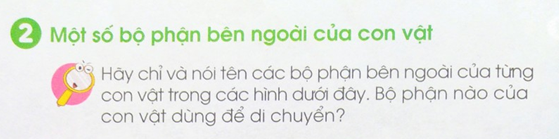 2 Một số bộ phận bên ngoài của con vật
Hãy chỉ và nói tên các bộ phận bên ngoài của từng
con vật trong các hình dưới đây. Bộ phận nào của
con vật dùng để di chuyển?